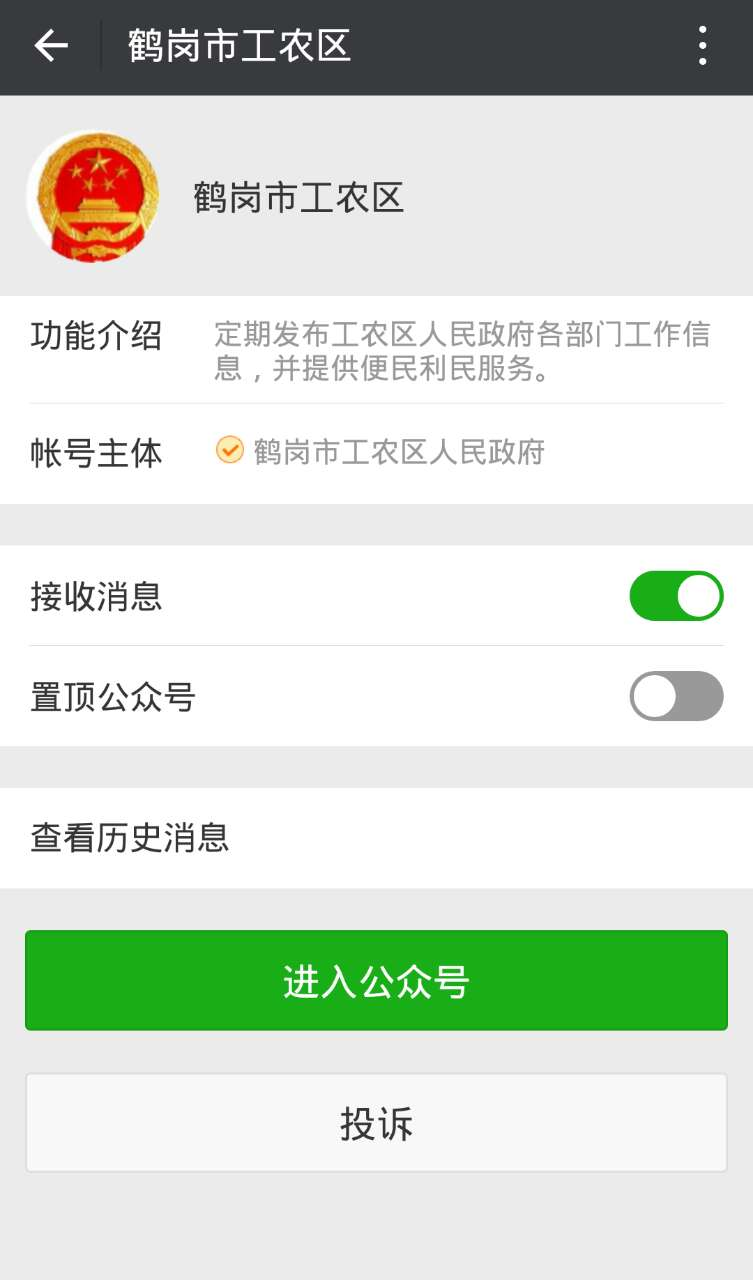 鹤岗市工农区
鹤岗市工农区
功能介绍
定期发布工农区人民政府各部门工作信
息，并提供便民利民服务。
帐号主体
鹤岗市工农区人民政府
接收消息
置顶公众号
查看历史消息
进入公众号
投诉